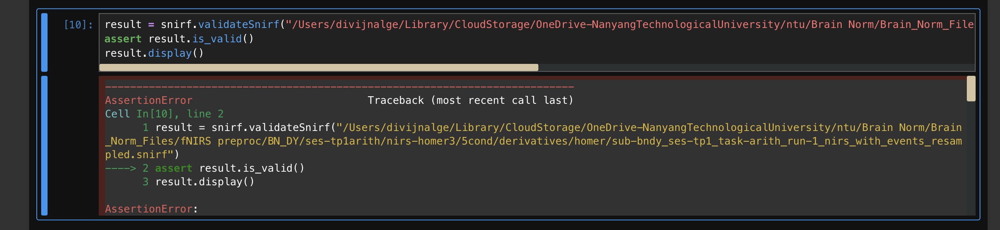 [10]: result = snirf.validateSnirf("/Users/divijnalge/Library/CloudStorage/OneDrive-NanyangTechnologicalUniversity/ntu/Brain Norm/Brain_Norm_File
assert result.is_valid()
result.display()
---------------------------------------------------------------------------
AssertionError                            Traceback (most recent call last)
Cell In[10], line 2
      1 result = snirf.validateSnirf("/Users/divijnalge/Library/CloudStorage/OneDrive-NanyangTechnologicalUniversity/ntu/Brain Norm/Brain
_Norm_Files/fNIRS preproc/BN_DY/ses-tp1arith/nirs-homer3/5cond/derivatives/homer/sub-bndy_ses-tp1_task-arith_run-1_nirs_with_events_resam
pled.snirf")
----> 2 assert result.is_valid()
      3 result.display()
AssertionError: